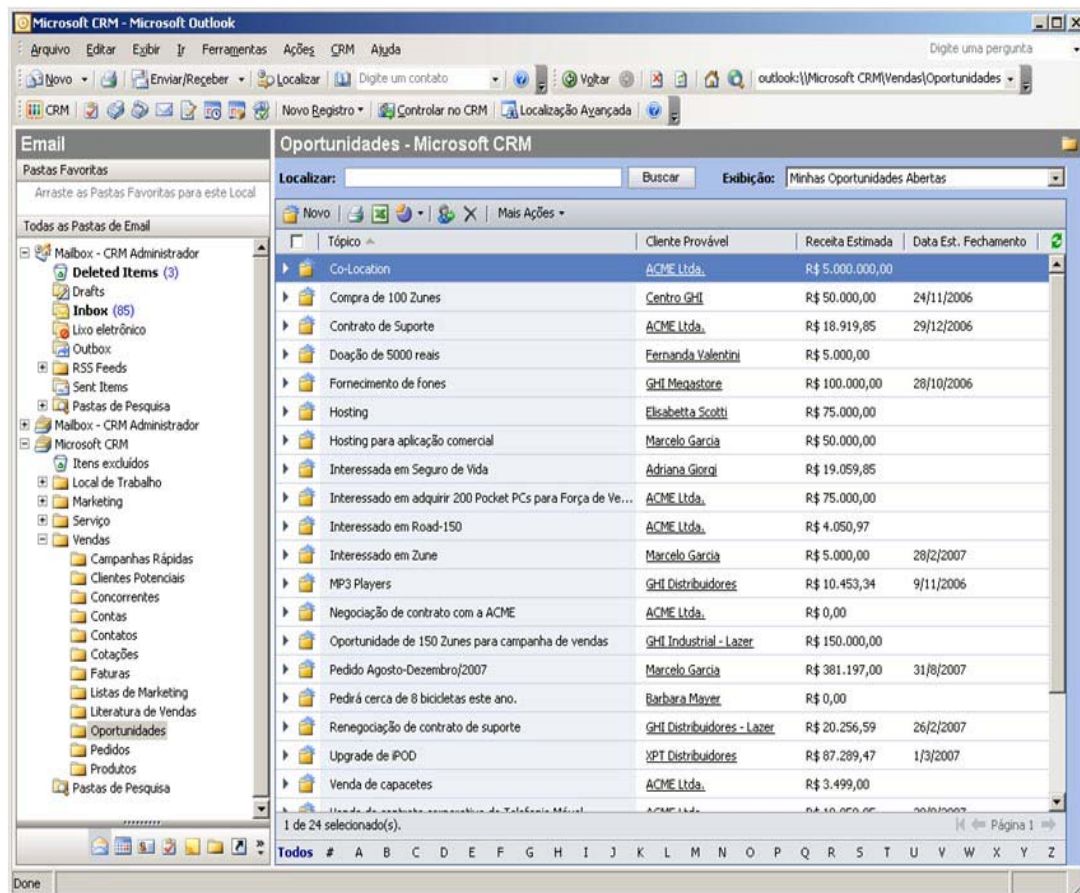 Microsoft CRM - Microsoft Outlook
Arquivo Editar Exibir Ir Ferramentas Ações CRM Ajuda Digite uma pergunta
Novo Enviar/Receber Localizar Digite um contato Voltar outlook:\\Microsoft CRM\Vendas\Oportunidades
CRM Novo Registro Controlar no CRM Localização Avançada
Email
Pastas Favoritas
Arraste as Pastas Favoritas para este Local
Todas as Pastas de Email
Mailbox - CRM Administrador
Deleted Items (3)
Drafts
Inbox (85)
Lixo eletrônico
Outbox
RSS Feeds
Sent Items
Pastas de Pesquisa
Mailbox - CRM Administrador
Microsoft CRM
Itens excluídos
Local de Trabalho
Marketing
Serviço
Vendas
Campanhas Rápidas
Clientes Potenciais
Concorrentes
Contas
Contatos
Cotações
Faturas
Listas de Marketing
Literatura de Vendas
Oportunidades
Pedidos
Produtos
Pastas de Pesquisa
Oportunidades - Microsoft CRM
Localizar: Buscar Exibição: Minhas Oportunidades Abertas
Novo Mais Ações
Tópico Cliente Provável Receita Estimada Data Est. Fechamento
Co-Location ACME Ltda. R$ 5.000.000,00
Compra de 100 Zunes Centro GHI R$ 50.000,00 24/11/2006
Contrato de Suporte ACME Ltda. R$ 18.919,85 29/12/2006
Doação de 5000 reais Fernanda Valentini R$ 5.000,00
Fornecimento de fones GHI Megastore R$ 100.000,00 28/10/2006
Hosting Elisabetta Scotti R$ 75.000,00
Hosting para aplicação comercial Marcelo Garcia R$ 50.000,00
Interessada em Seguro de Vida Adriana Giorgi R$ 19.059,85
Interessado em adquirir 200 Pocket PCs para Força de Ve... ACME Ltda. R$ 75.000,00
Interessado em Road-150 ACME Ltda. R$ 4.050,97
Interessado em Zune Marcelo Garcia R$ 5.000,00 28/2/2007
MP3 Players GHI Distribuidores R$ 10.453,34 9/11/2006
Negociação de contrato com a ACME ACME Ltda. R$ 0,00
Oportunidade de 150 Zunes para campanha de vendas GHI Industrial - Lazer R$ 150.000,00
Pedido Agosto-Dezembro/2007 Marcelo Garcia R$ 381.197,00 31/8/2007
Pedirá cerca de 8 bicicletas este ano. Barbara Mayer R$ 0,00
Renegociação de contrato de suporte GHI Distribuidores - Lazer R$ 20.256,59 26/2/2007
Upgrade de iPOD XPT Distribuidores R$ 87.289,47 1/3/2007
Venda de capacetes ACME Ltda. R$ 3.499,00
1 de 24 selecionado(s). Página 1
Todos # A B C D E F G H I J K L M N O P Q R S T U V W X Y Z
Done